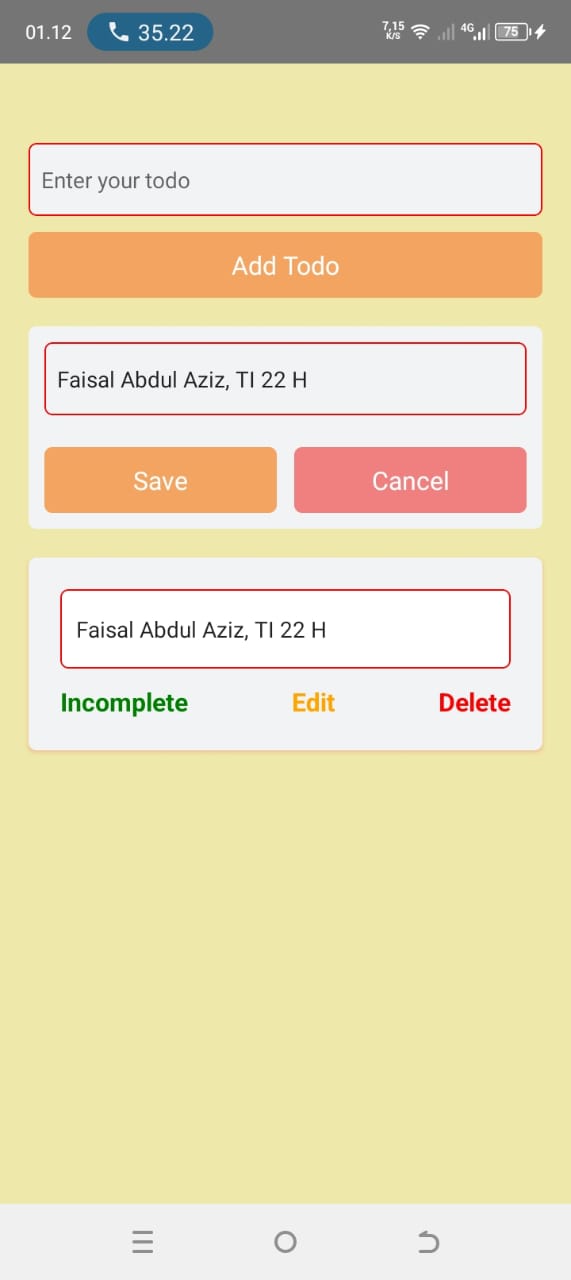 01.12 35.22 7,15 K/S 4G 75
Enter your todo
Add Todo
Faisal Abdul Aziz, TI 22 H
Save Cancel
Faisal Abdul Aziz, TI 22 H
Incomplete Edit Delete